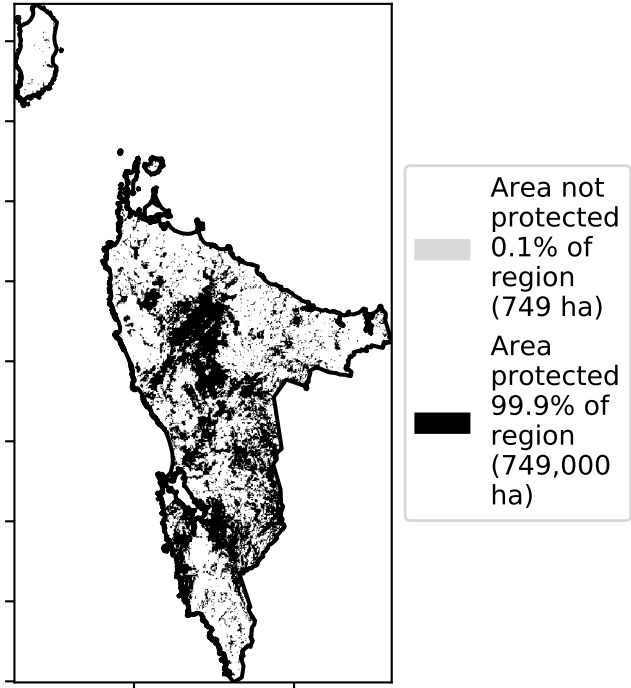 Area not
protected
0.1% of
region
(749 ha)
Area
protected
99.9% of
region
(749,000
ha)